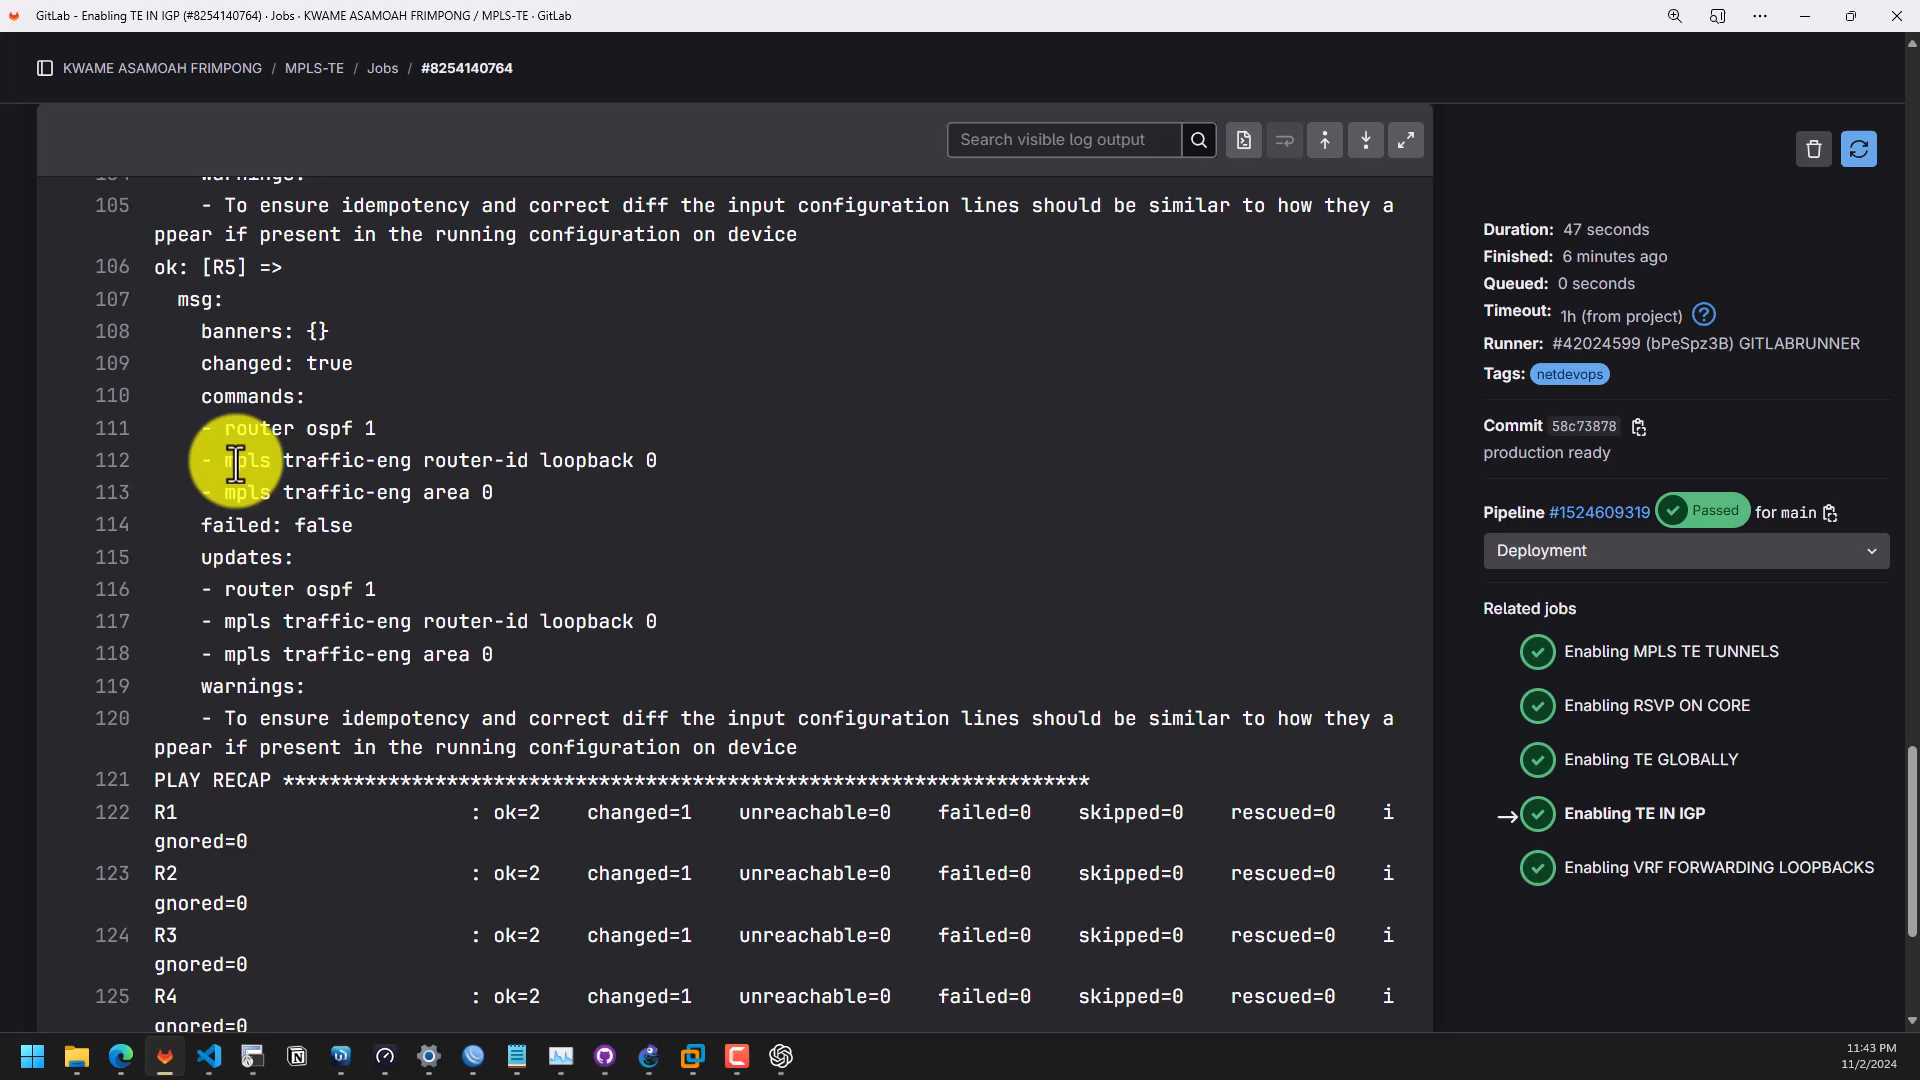 GitLab - Enabling TE IN IGP (#8254140764) · Jobs · KWAME ASAMOAH FRIMPONG / MPLS-TE · GitLab
KWAME ASAMOAH FRIMPONG / MPLS-TE / Jobs / #8254140764
Search visible log output
104 warnings:
105 - To ensure idempotency and correct diff the input configuration lines should be similar to how they a
ppear if present in the running configuration on device
106 ok: [R5] =>
107 msg:
108 banners: {}
109 changed: true
110 commands:
111 - router ospf 1
112 - mpls traffic-eng router-id loopback 0
113 - mpls traffic-eng area 0
114 failed: false
115 updates:
116 - router ospf 1
117 - mpls traffic-eng router-id loopback 0
118 - mpls traffic-eng area 0
119 warnings:
120 - To ensure idempotency and correct diff the input configuration lines should be similar to how they a
ppear if present in the running configuration on device
121 PLAY RECAP *********************************************************************
122 R1 : ok=2 changed=1 unreachable=0 failed=0 skipped=0 rescued=0 i
gnored=0
123 R2 : ok=2 changed=1 unreachable=0 failed=0 skipped=0 rescued=0 i
gnored=0
124 R3 : ok=2 changed=1 unreachable=0 failed=0 skipped=0 rescued=0 i
gnored=0
125 R4 : ok=2 changed=1 unreachable=0 failed=0 skipped=0 rescued=0 i
gnored=0
Duration: 47 seconds
Finished: 6 minutes ago
Queued: 0 seconds
Timeout: 1h (from project) ?
Runner: #42024599 (bPeSpz3B) GITLABRUNNER
Tags: netdevops
Commit 58c73878
production ready
Pipeline #1524609319 Passed for main
Deployment
Related jobs
Enabling MPLS TE TUNNELS
Enabling RSVP ON CORE
Enabling TE GLOBALLY
→ Enabling TE IN IGP
Enabling VRF FORWARDING LOOPBACKS
11:43 PM
11/2/2024